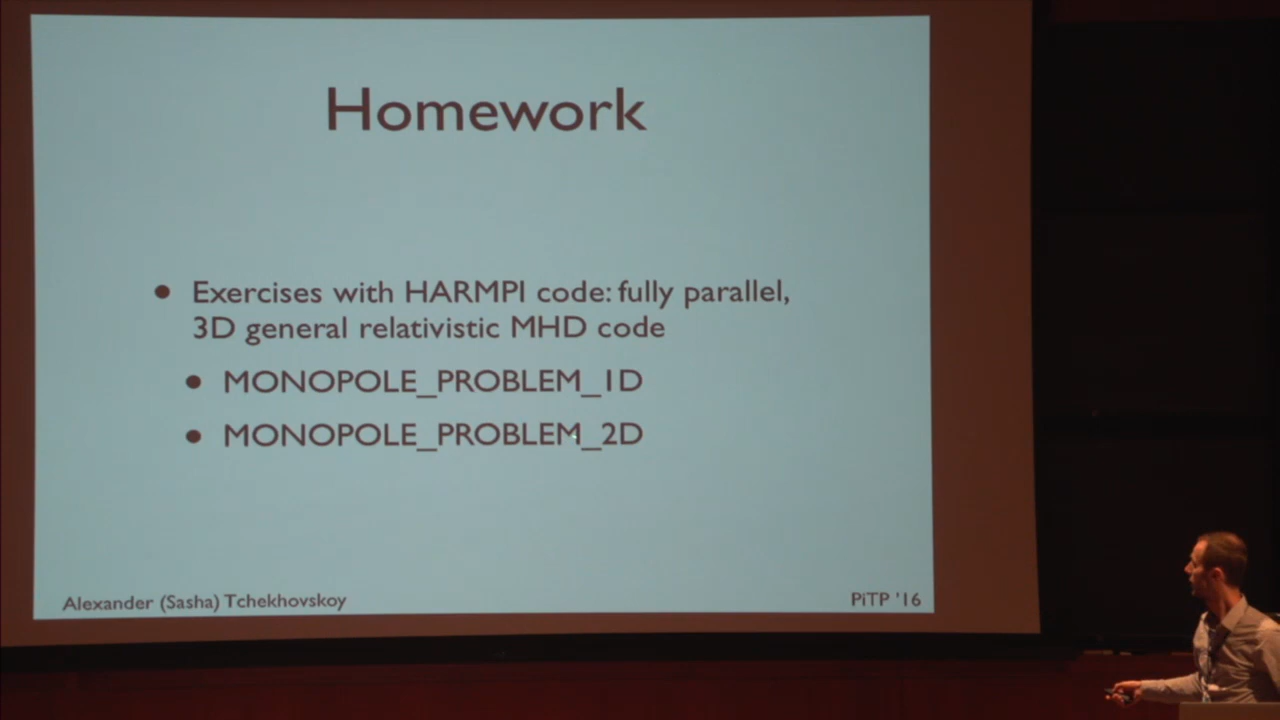 Homework
• Exercises with HARMPI code: fully parallel,
3D general relativistic MHD code
• MONOPOLE_PROBLEM_1D
• MONOPOLE_PROBLEM_2D
Alexander (Sasha) Tchekhovskoy
PiTP '16